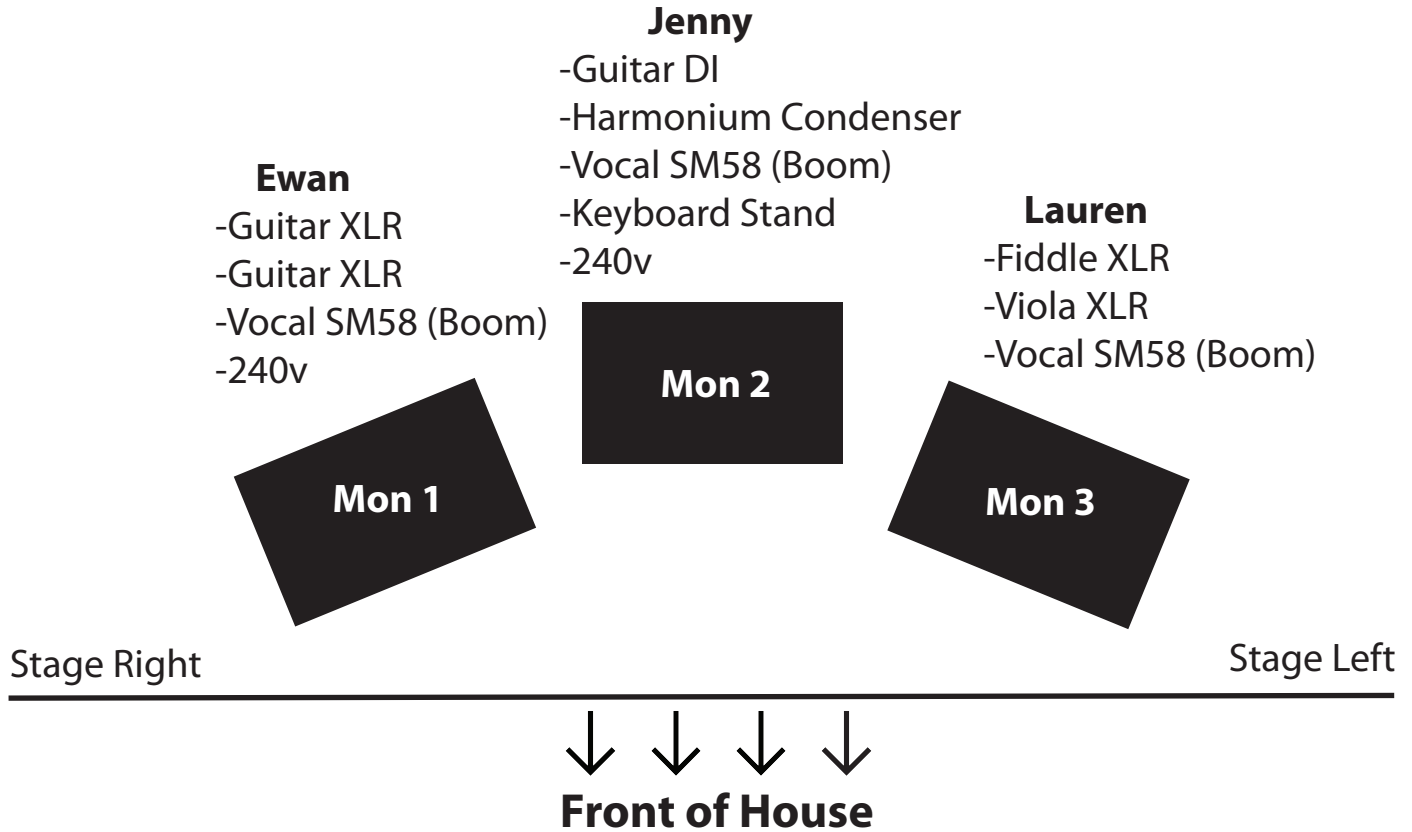 Jenny
-Guitar DI
-Harmonium Condenser
-Vocal SM58 (Boom)
-Keyboard Stand
-240v
Ewan
-Guitar XLR
-Guitar XLR
-Vocal SM58 (Boom)
-240v
Lauren
-Fiddle XLR
-Viola XLR
-Vocal SM58 (Boom)
Mon 1
Mon 2
Mon 3
Stage Right
Stage Left
Front of House